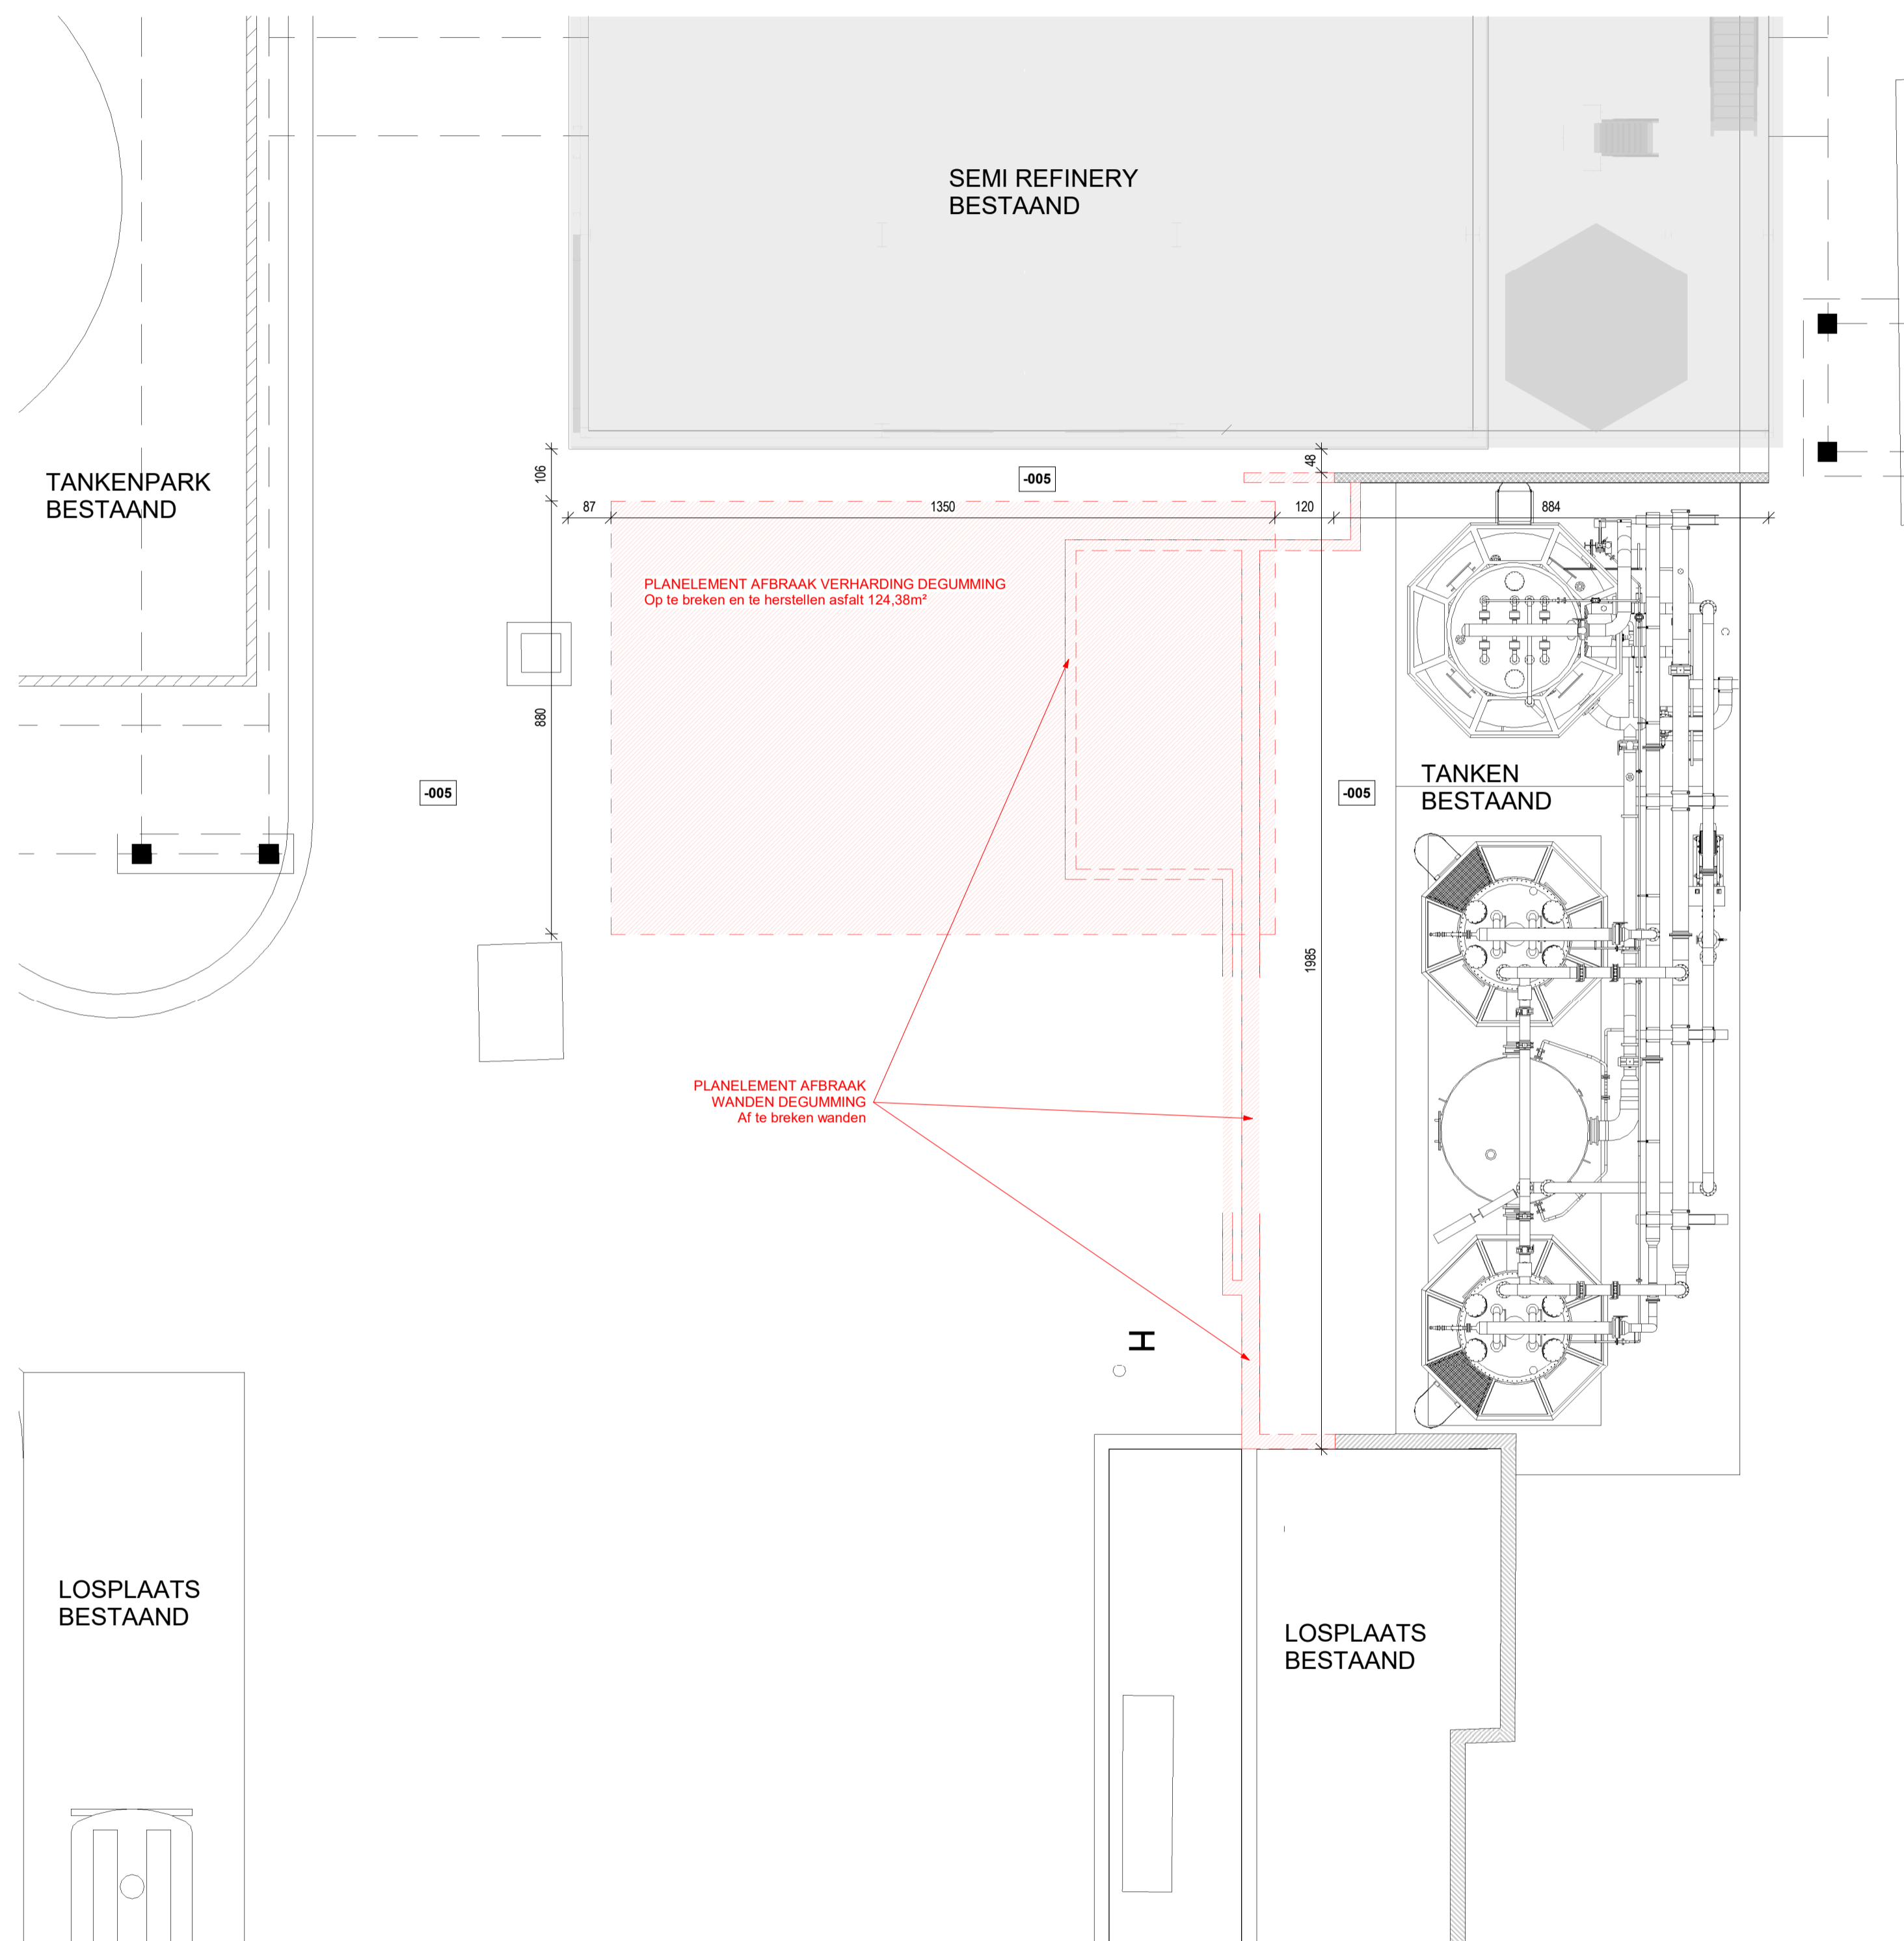 SEMI REFINERY
BESTAAND
TANKENPARK
BESTAAND
106
48
-005
87
1350
120
884
PLANELEMENT AFBRAAK VERHARDING DEGUMMING
Op te breken en te herstellen asfalt 124,38m²
880
-005
-005
TANKEN
BESTAAND
1985
PLANELEMENT AFBRAAK
WANDEN DEGUMMING
Af te breken wanden
H
LOSPLAATS
BESTAAND
LOSPLAATS
BESTAAND